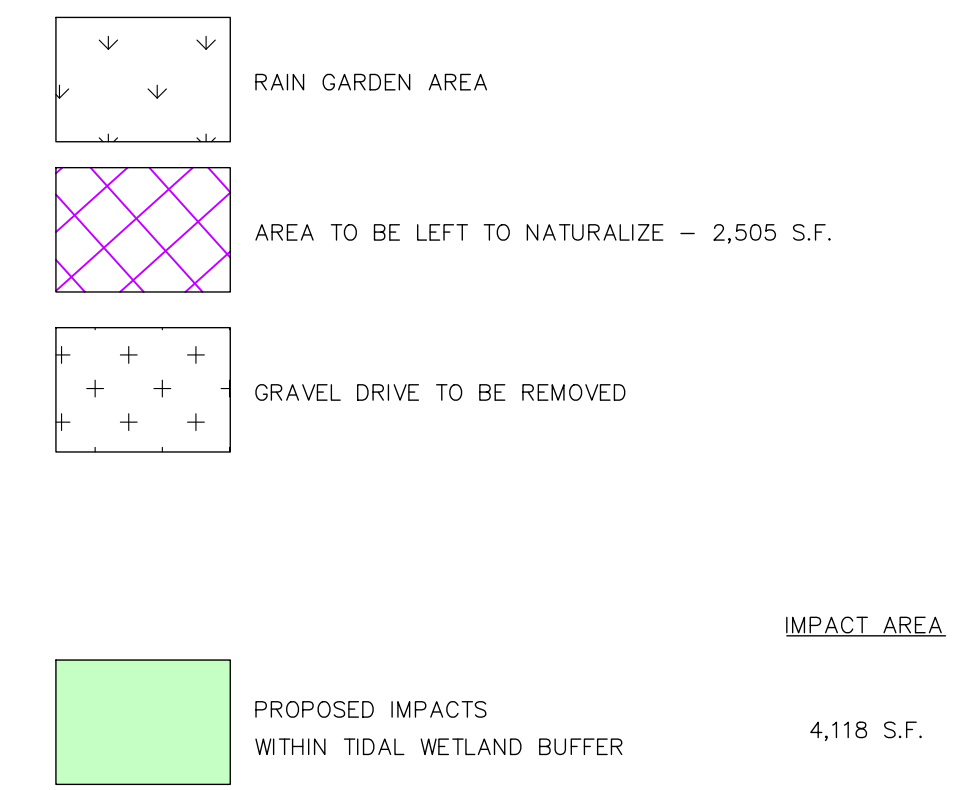 RAIN GARDEN AREA
AREA TO BE LEFT TO NATURALIZE – 2,505 S.F.
GRAVEL DRIVE TO BE REMOVED
IMPACT AREA
PROPOSED IMPACTS
WITHIN TIDAL WETLAND BUFFER
4,118 S.F.